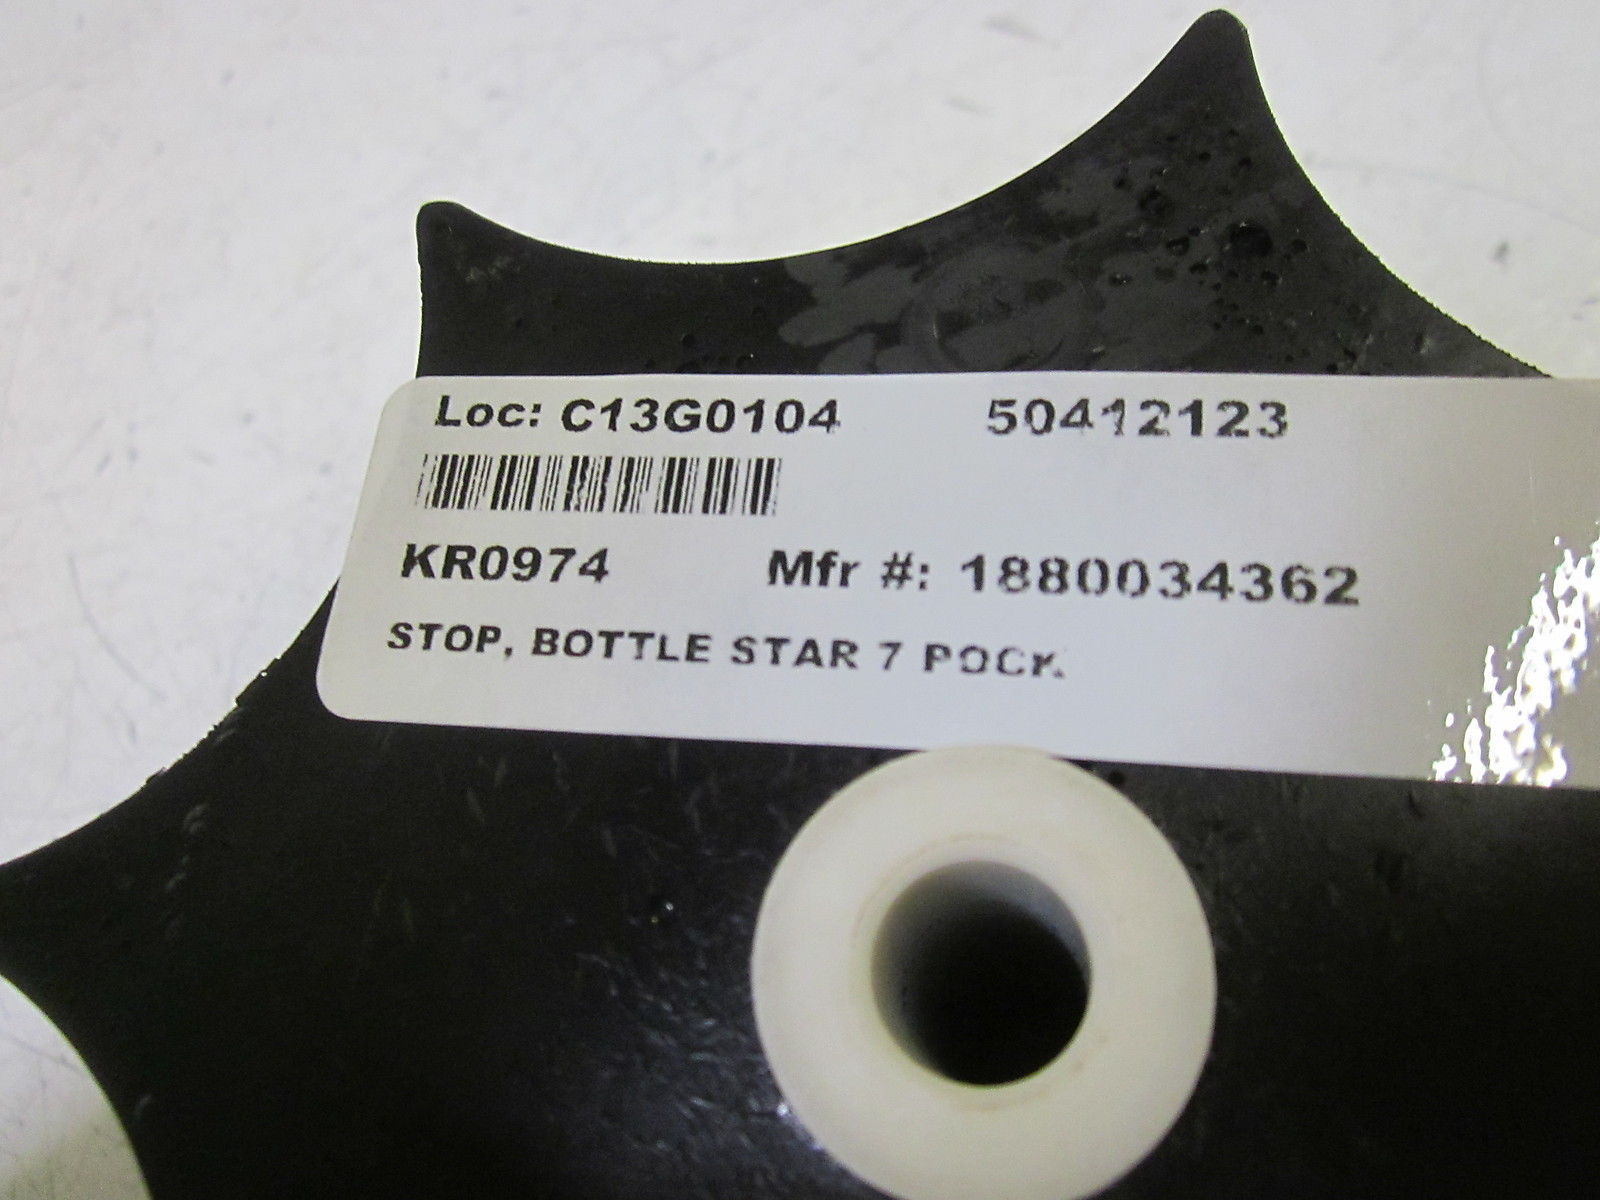 Loc: C13G0104 50412123
KR0974 Mfr #: 1880034362
STOP, BOTTLE STAR 7 POCK.